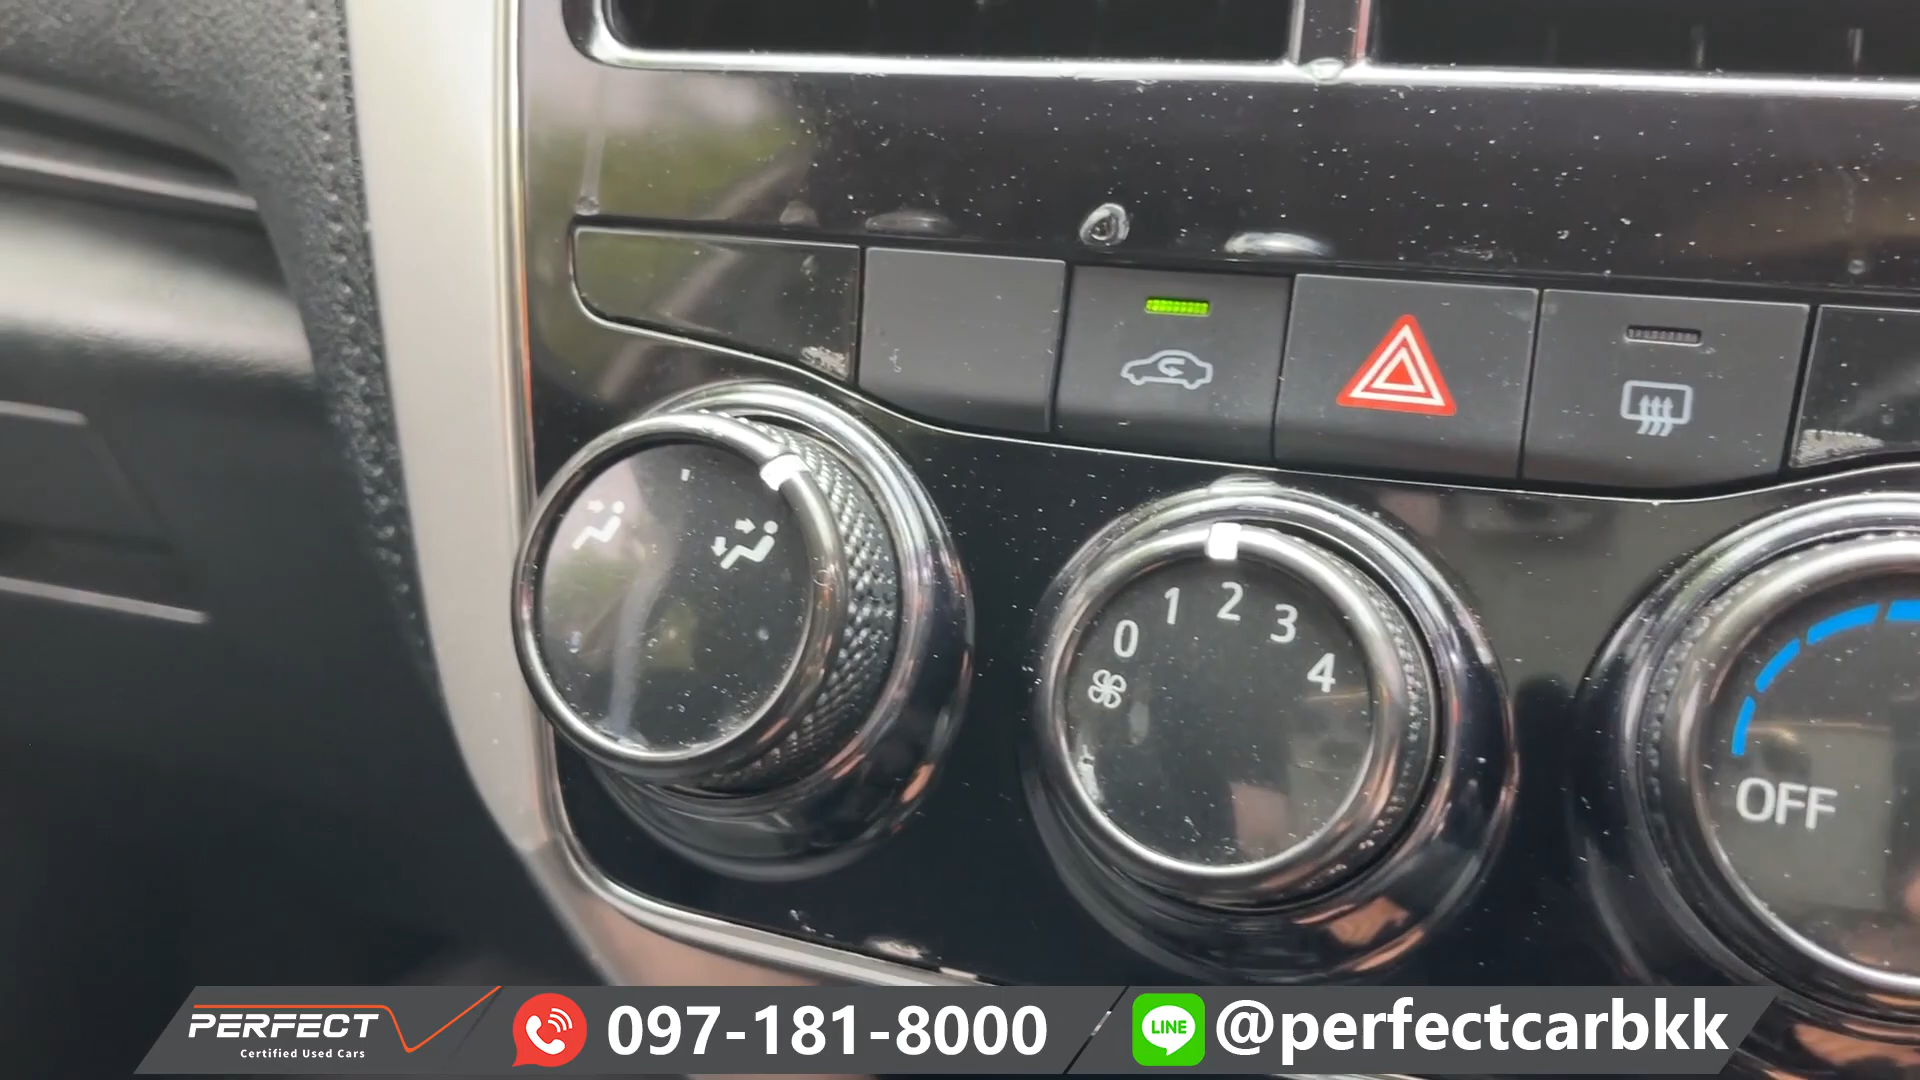 0 1 2 3 4
OFF
PERFECT
Certified Used Cars
097-181-8000
LINE
@perfectcarbkk